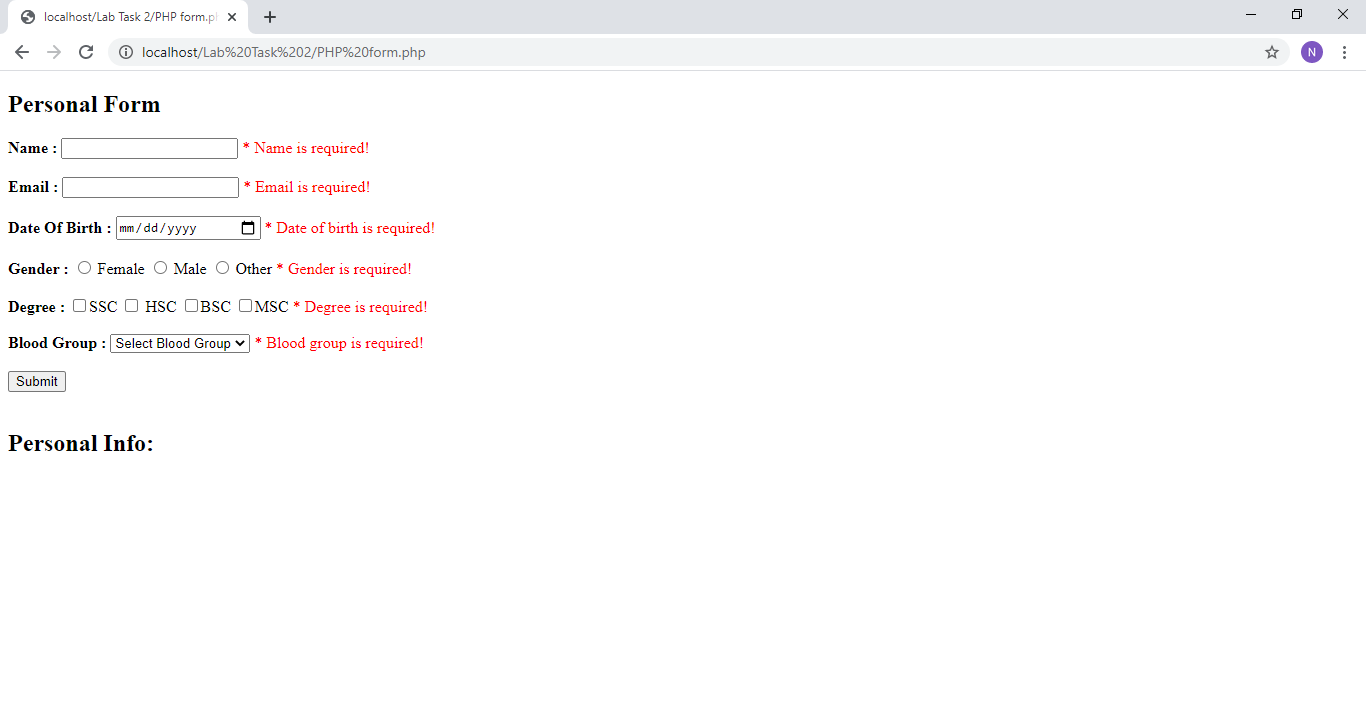 localhost/Lab Task 2/PHP form.p
localhost/Lab%20Task%202/PHP%20form.php
N
Personal Form
Name : * Name is required!
Email : * Email is required!
Date Of Birth : mm/dd/yyyy * Date of birth is required!
Gender : Female Male Other * Gender is required!
Degree : SSC HSC BSC MSC * Degree is required!
Blood Group : Select Blood Group * Blood group is required!
Submit
Personal Info: